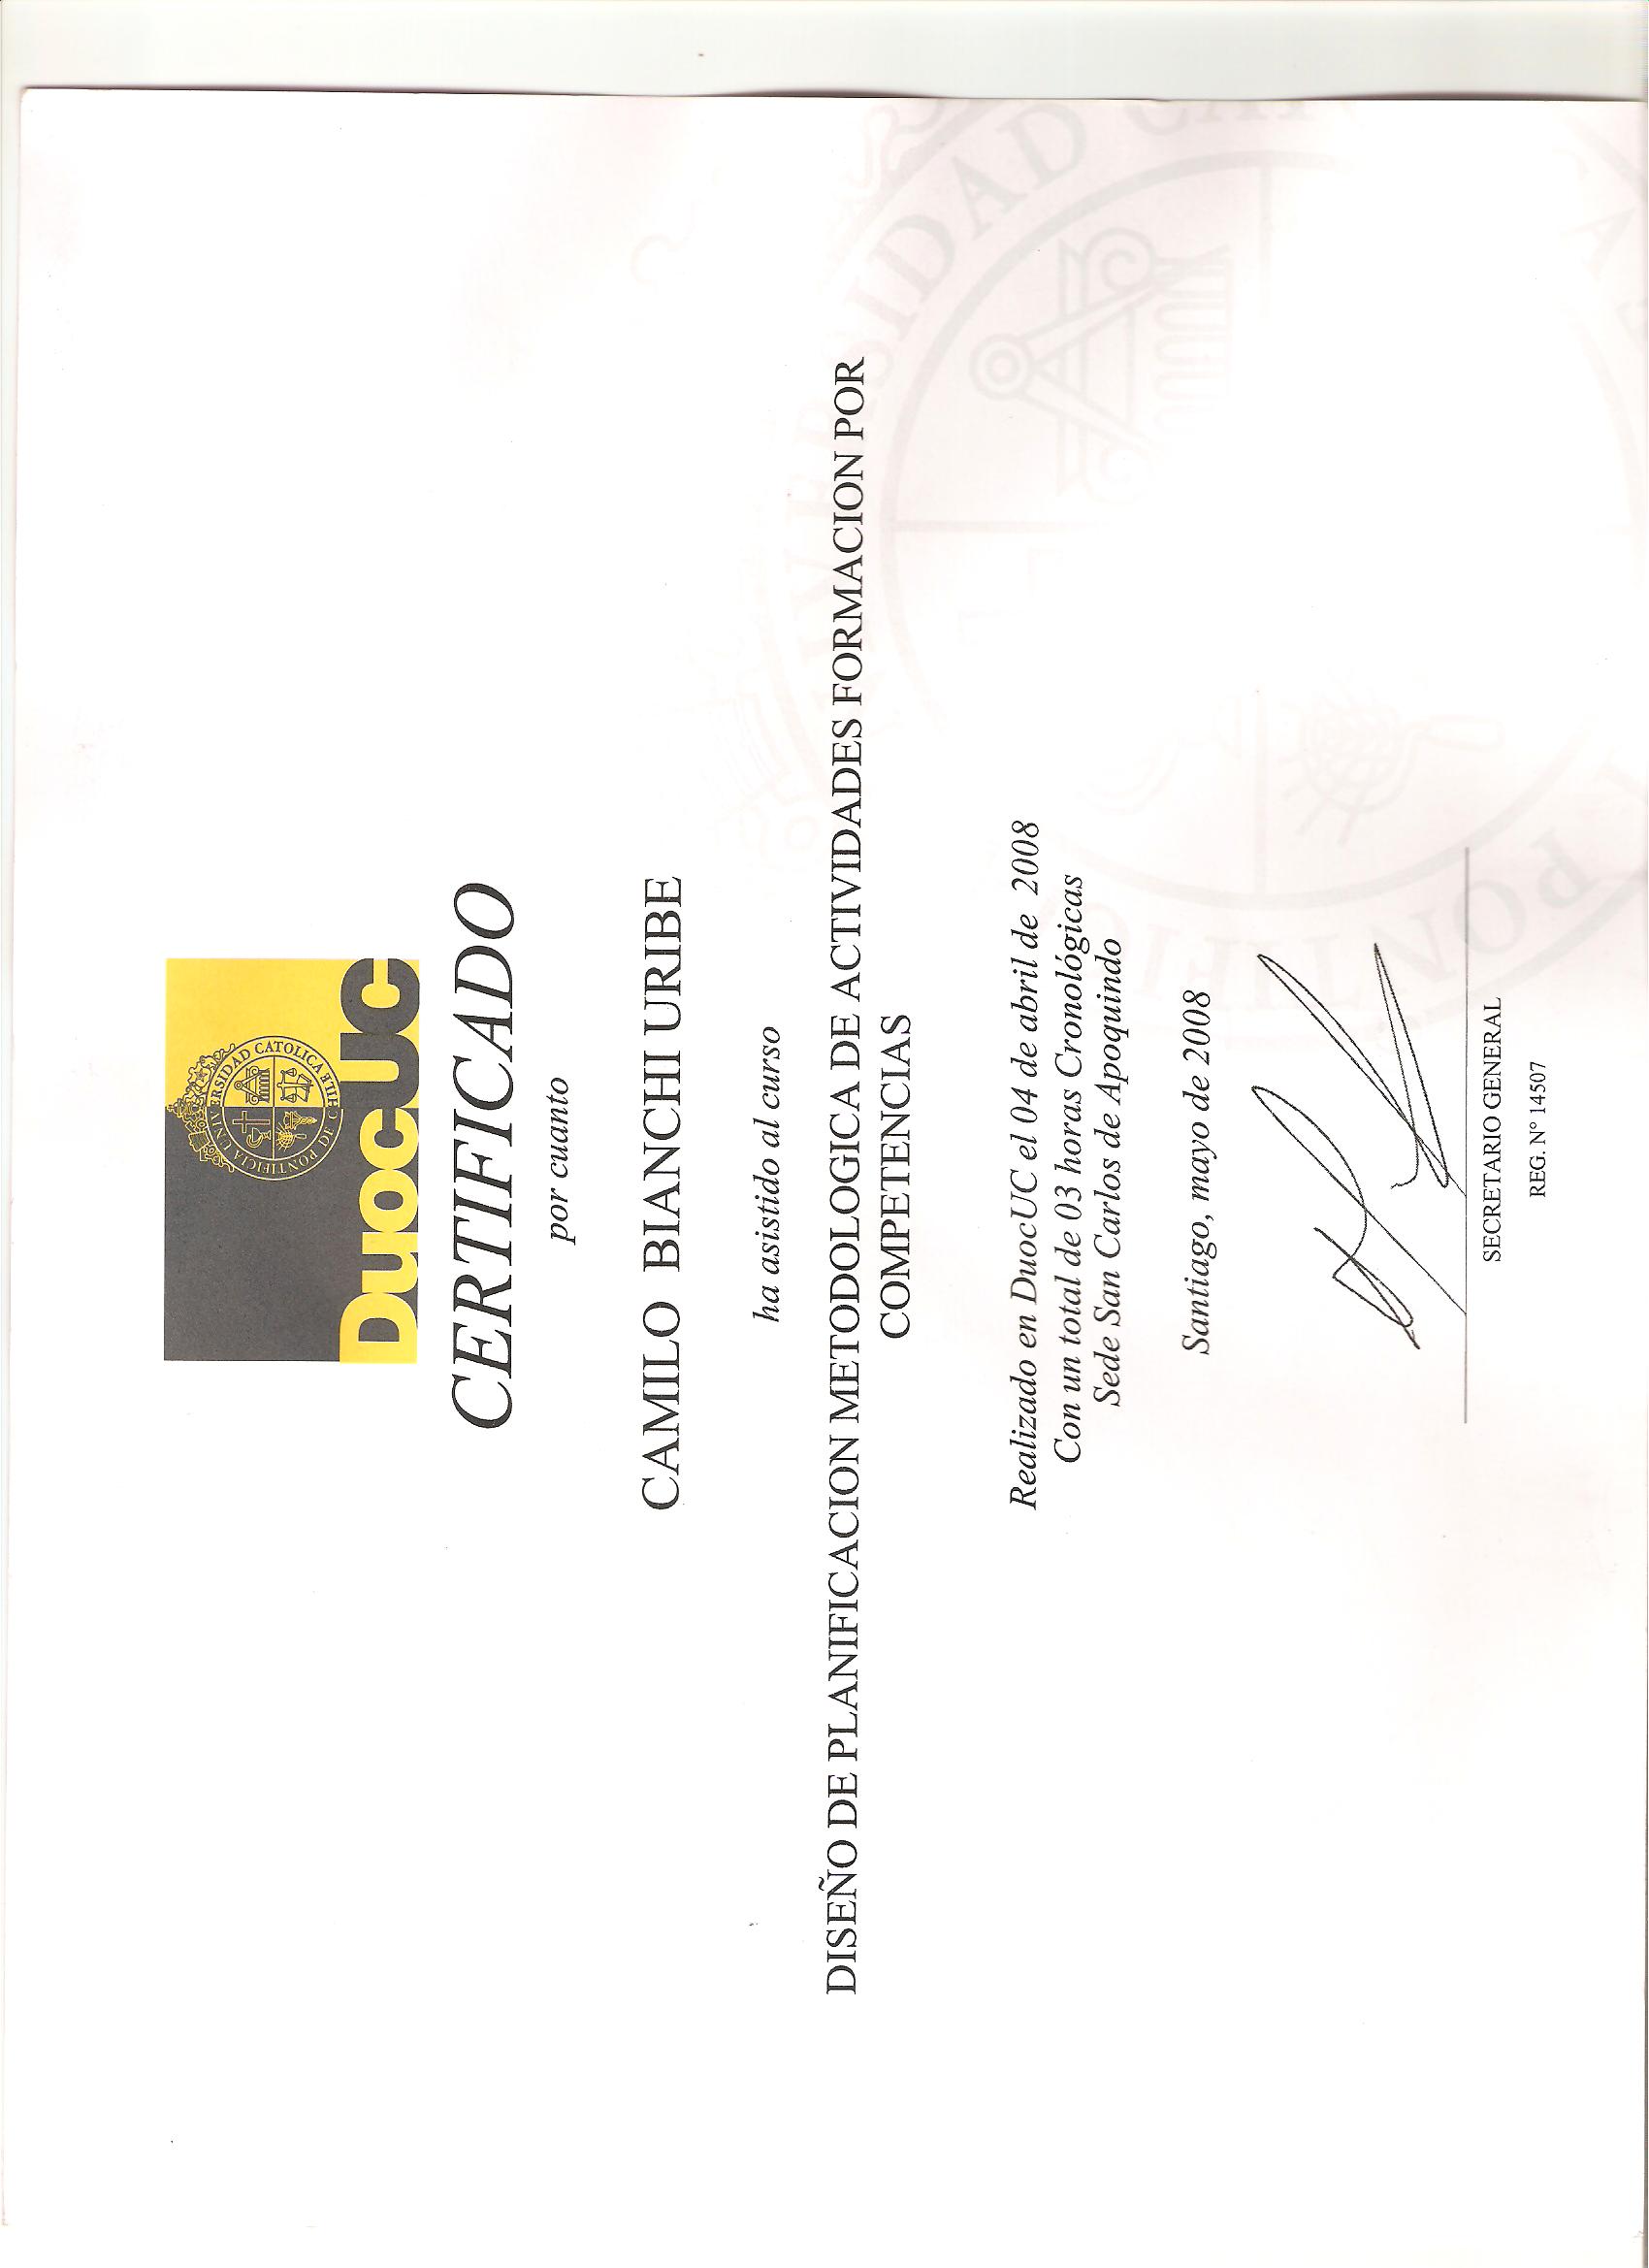 PONTIFICIA UNIVERSIDAD CATOLICA DE CHILE
DuocUC
CERTIFICADO
por cuanto
CAMILO BIANCHI URIBE
ha asistido al curso
DISEÑO DE PLANIFICACION METODOLOGICA DE ACTIVIDADES FORMACION POR
COMPETENCIAS
Realizado en DuocUC el 04 de abril de 2008
Con un total de 03 horas Cronológicas
Sede San Carlos de Apoquindo
Santiago, mayo de 2008
SECRETARIO GENERAL
REG. N° 14507